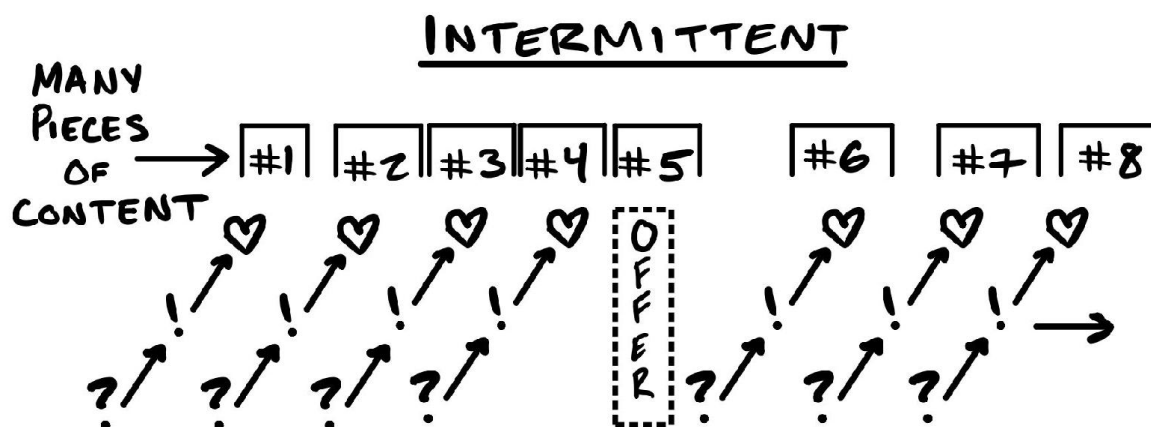 INTERMITTENT
MANY
PIECES
OF
CONTENT
#1 #2 #3 #4 #5 #6 #7 #8
♡ ♡ ♡ ♡ ♡ ♡ ♡
! ! ! ! ! ! !
? ? ? ? ? ? ?
OFFER